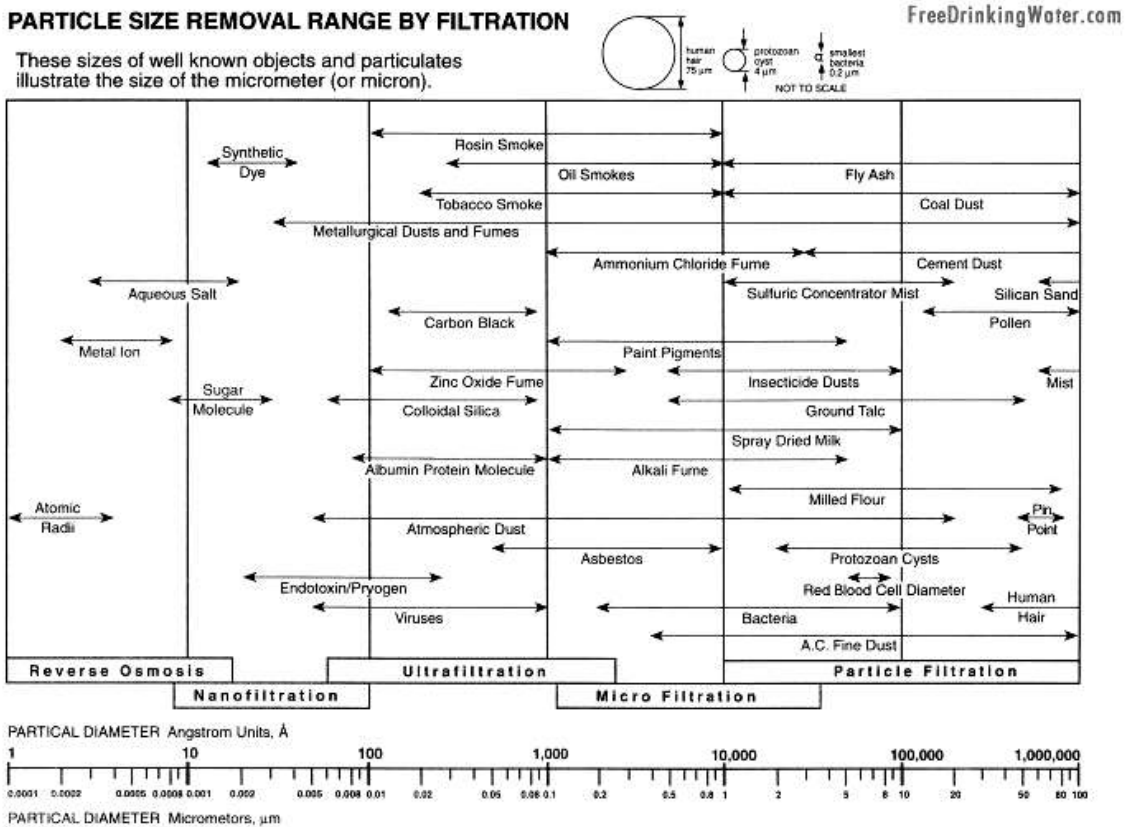 PARTICLE SIZE REMOVAL RANGE BY FILTRATION
FreeDrinkingWater.com
These sizes of well known objects and particulates
illustrate the size of the micrometer (or micron).
human
hair
75 µm
protozoan
cyst
4 µm
smallest
bacteria
0.2 µm
NOT TO SCALE
Rosin Smoke
Synthetic
Dye
Oil Smokes
Fly Ash
Tobacco Smoke
Coal Dust
Metallurgical Dusts and Fumes
Ammonium Chloride Fume
Cement Dust
Aqueous Salt
Sulfuric Concentrator Mist
Silican Sand
Carbon Black
Pollen
Metal Ion
Paint Pigments
Zinc Oxide Fume
Insecticide Dusts
Mist
Sugar
Molecule
Colloidal Silica
Ground Talc
Spray Dried Milk
Albumin Protein Molecule
Alkali Fume
Milled Flour
Atomic
Radii
Atmospheric Dust
Pin
Point
Asbestos
Protozoan Cysts
Endotoxin/Pryogen
Red Blood Cell Diameter
Viruses
Bacteria
Human
Hair
A.C. Fine Dust
Reverse Osmosis
Ultrafiltration
Particle Filtration
Nanofiltration
Micro Filtration
PARTICAL DIAMETER Angstrom Units, Å
1 10 100 1,000 10,000 100,000 1,000,000
0.0001 0.0002 0.0005 0.0008 0.001 0.002 0.005 0.008 0.01 0.02 0.05 0.08 0.1 0.2 0.5 0.8 1 2 5 8 10 20 50 80 100
PARTICAL DIAMETER Micrometors, µm